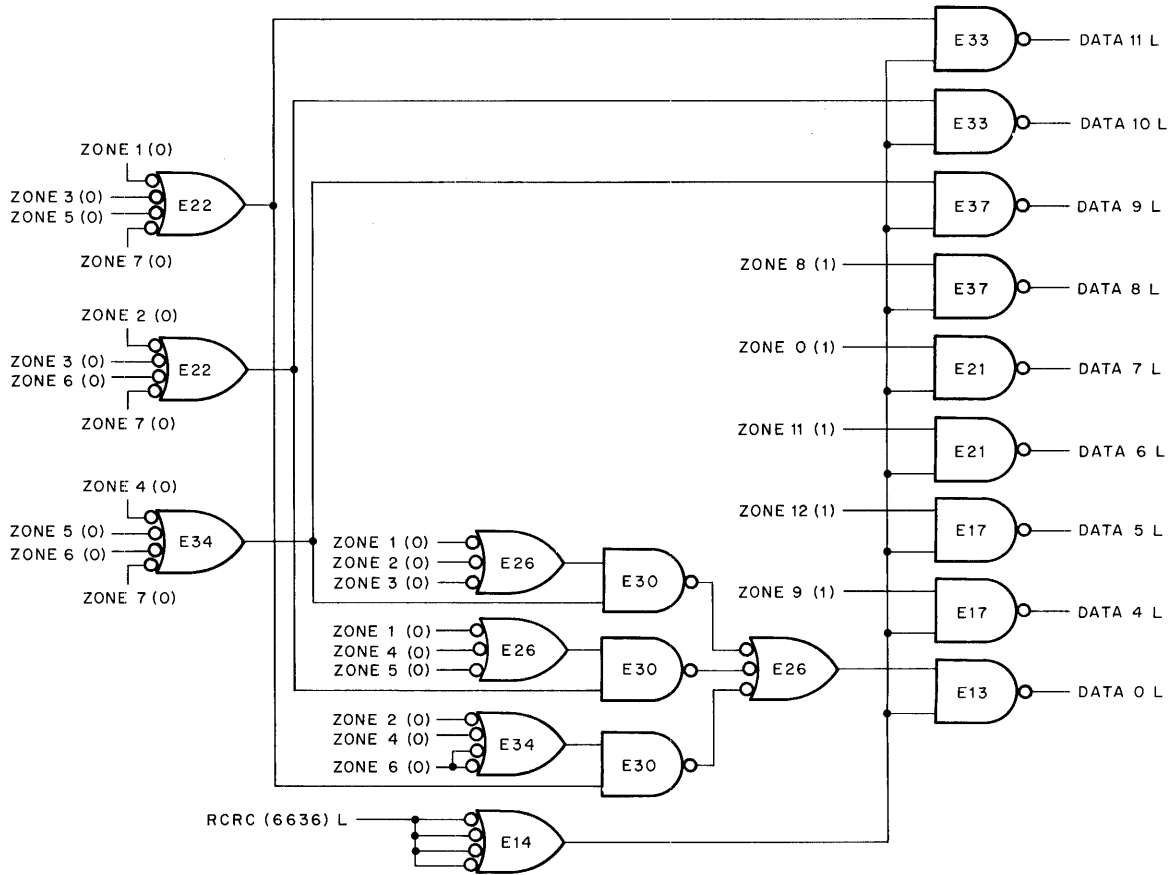 E33
DATA 11 L
E33
DATA 10 L
ZONE 1 (0)
ZONE 3 (0)
ZONE 5 (0)
ZONE 7 (0)
E22
E37
DATA 9 L
ZONE 8 (1)
E37
DATA 8 L
ZONE 2 (0)
ZONE 3 (0)
ZONE 6 (0)
ZONE 7 (0)
E22
ZONE 0 (1)
E21
DATA 7 L
ZONE 11 (1)
E21
DATA 6 L
ZONE 4 (0)
ZONE 5 (0)
ZONE 6 (0)
ZONE 7 (0)
E34
ZONE 12 (1)
E17
DATA 5 L
ZONE 1 (0)
ZONE 2 (0)
ZONE 3 (0)
E26
E30
ZONE 9 (1)
E17
DATA 4 L
ZONE 1 (0)
ZONE 4 (0)
ZONE 5 (0)
E26
E30
E26
E13
DATA 0 L
ZONE 2 (0)
ZONE 4 (0)
ZONE 6 (0)
E34
E30
RCRC (6636) L
E14